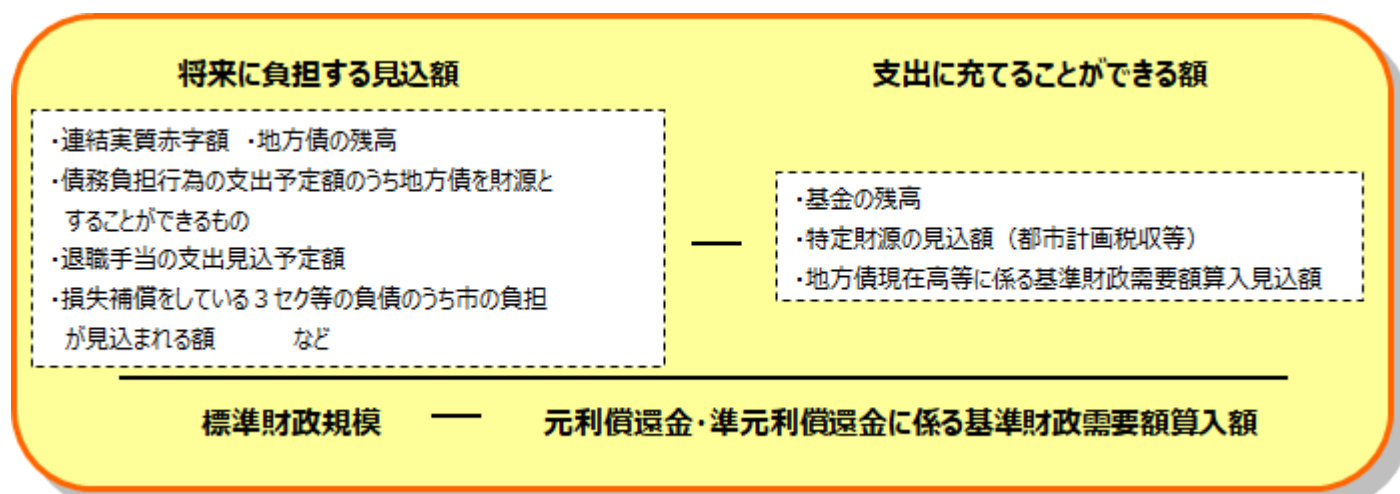 将来に負担する見込額
・連結実質赤字額 ・地方債の残高
・債務負担行為の支出予定額のうち地方債を財源と
することができるもの
・退職手当の支出見込予定額
・損失補償をしている３セク等の負債のうち市の負担
が見込まれる額 など
―
支出に充てることができる額
・基金の残高
・特定財源の見込額（都市計画税収等）
・地方債現在高等に係る基準財政需要額算入見込額
標準財政規模 ― 元利償還金・準元利償還金に係る基準財政需要額算入額